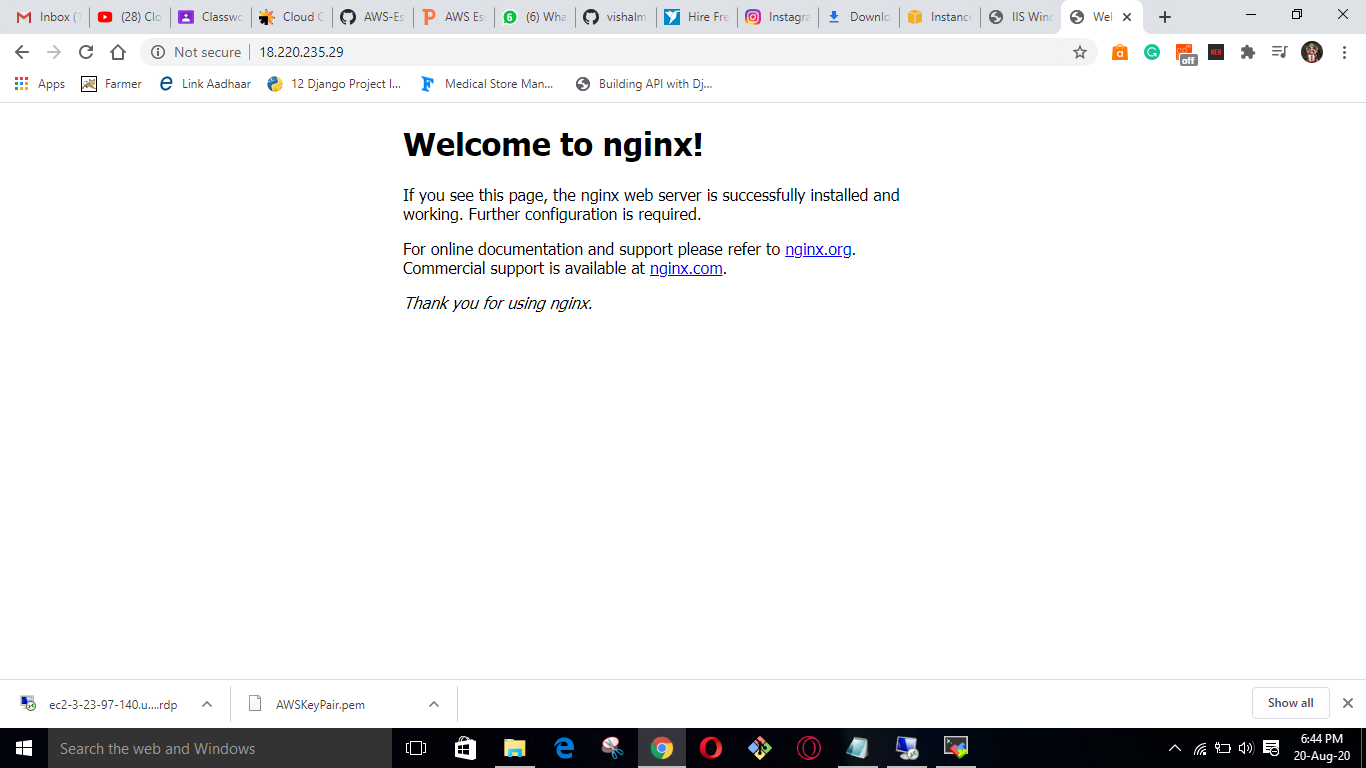 Inbox (1
(28) Clo
Classwo
Cloud C
AWS-Es
AWS Es
(6) Wha
vishalm
Hire Fre
Instagra
Downlo
Instance
IIS Wind
Wel
Not secure
18.220.235.29
off
NEW
Apps
Farmer
Link Aadhaar
12 Django Project I...
Medical Store Man...
Building API with Dj...
Welcome to nginx!
If you see this page, the nginx web server is successfully installed and
working. Further configuration is required.
For online documentation and support please refer to nginx.org.
Commercial support is available at nginx.com.
Thank you for using nginx.
ec2-3-23-97-140.u....rdp
AWSKeyPair.pem
Show all
Search the web and Windows
6:44 PM
20-Aug-20